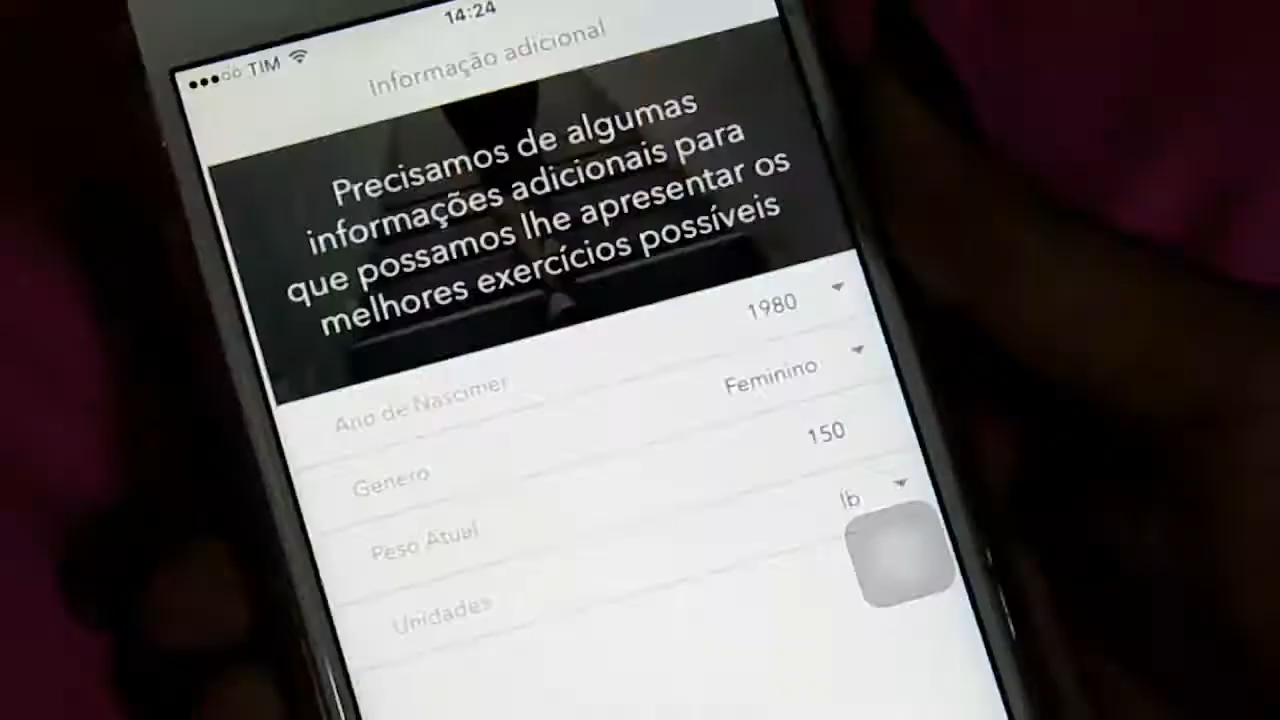 TIM 14:24
Informação adicional
Precisamos de algumas
informações adicionais para
que possamos lhe apresentar os
melhores exercícios possíveis
Ano de Nascimer 1980
Genero Feminino
Peso Atual 150
Unidades lb